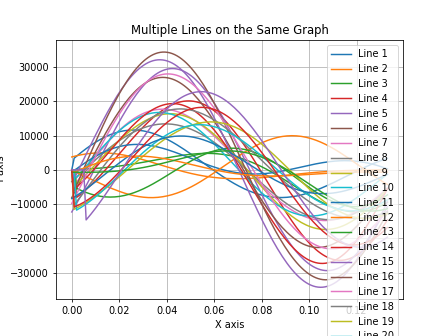 Multiple Lines on the Same Graph
30000
20000
10000
0
−10000
−20000
−30000
0.00
0.02
0.04
0.06
0.08
0.10
X axis
Line 1
Line 2
Line 3
Line 4
Line 5
Line 6
Line 7
Line 8
Line 9
Line 10
Line 11
Line 12
Line 13
Line 14
Line 15
Line 16
Line 17
Line 18
Line 19
Line 20